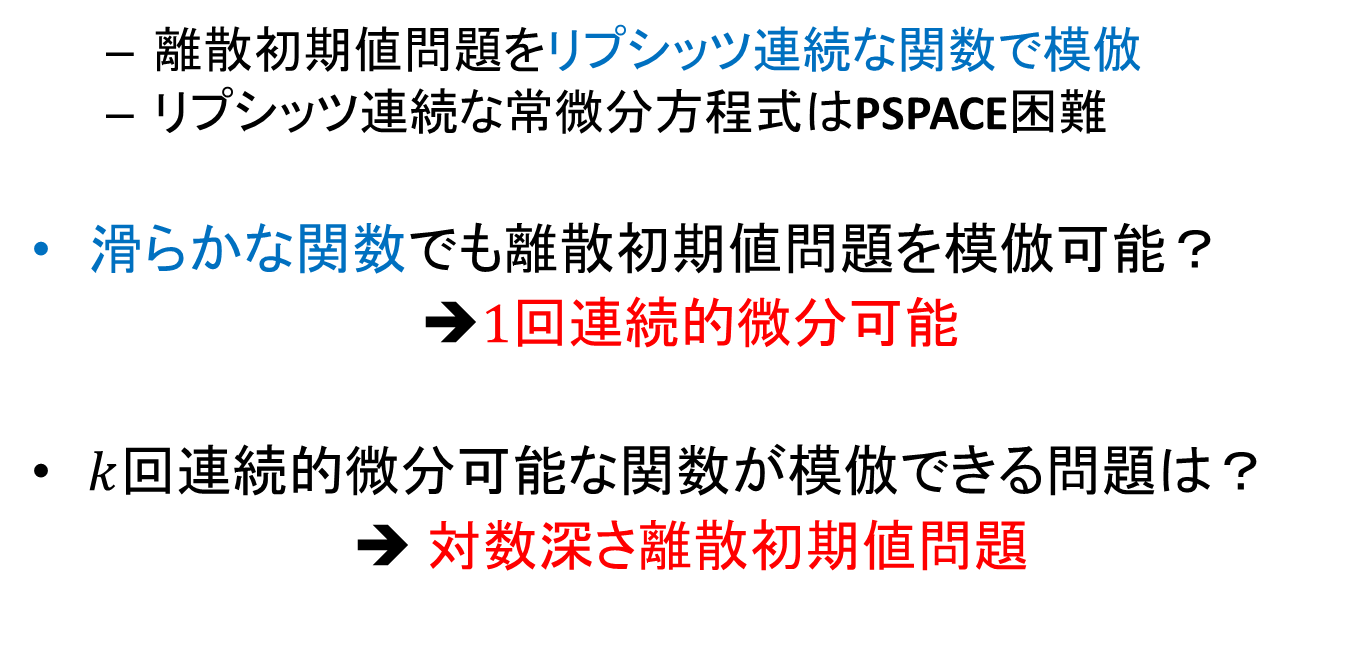 – 離散初期値問題をリプシッツ連続な関数で模倣
– リプシッツ連続な常微分方程式はPSPACE困難
• 滑らかな関数でも離散初期値問題を模倣可能？
➔1回連続的微分可能
• k回連続的微分可能な関数が模倣できる問題は？
➔ 対数深さ離散初期値問題